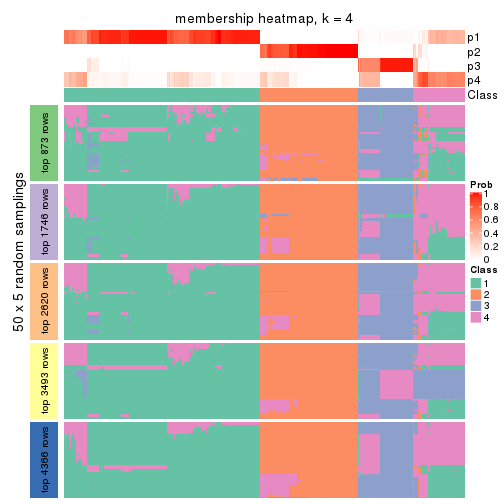 membership heatmap, k = 4
p1
p2
p3
p4
Class
50 x 5 random samplings
top 873 rows
top 1746 rows
top 2620 rows
top 3493 rows
top 4366 rows
Prob
1
0.8
0.6
0.4
0.2
0
Class
1
2
3
4